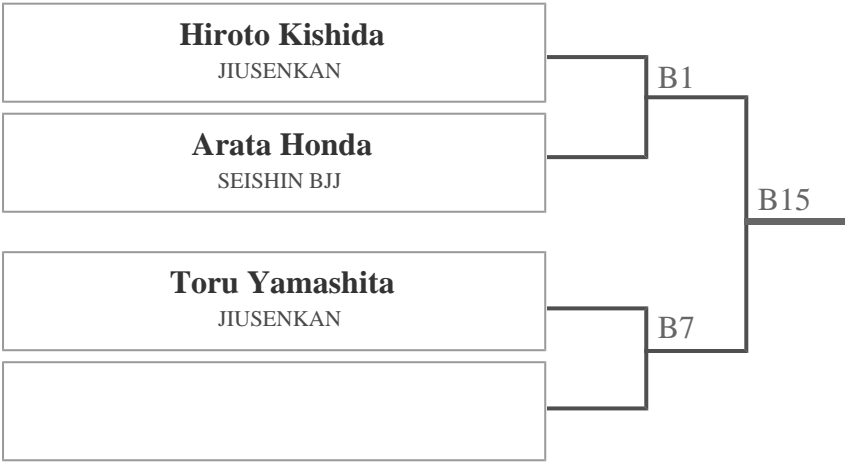 Hiroto Kishida
JIUSENKAN
B1
Arata Honda
SEISHIN BJJ
B15
Toru Yamashita
JIUSENKAN
B7